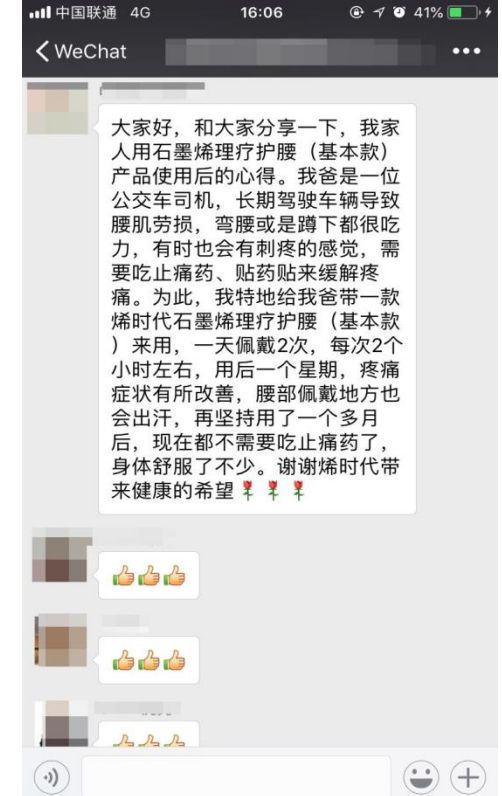 中国联通 4G 16:06 41%
WeChat
大家好，和大家分享一下，我家
人用石墨烯理疗护腰（基本款）
产品使用后的心得。我爸是一位
公交车司机，长期驾驶车辆导致
腰肌劳损，弯腰或是蹲下都很吃
力，有时也会有刺疼的感觉，需
要吃止痛药、贴药贴来缓解疼
痛。为此，我特地给我爸带一款
烯时代石墨烯理疗护腰（基本款
）来用，一天佩戴2次，每次2个
小时左右，用后一个星期，疼痛
症状有所改善，腰部佩戴地方也
会出汗，再坚持用了一个多月
后，现在都不需要吃止痛药了，
身体舒服了不少。谢谢烯时代带
来健康的希望🌹🌹🌹
👍👍👍
👍👍👍
👍👍👍